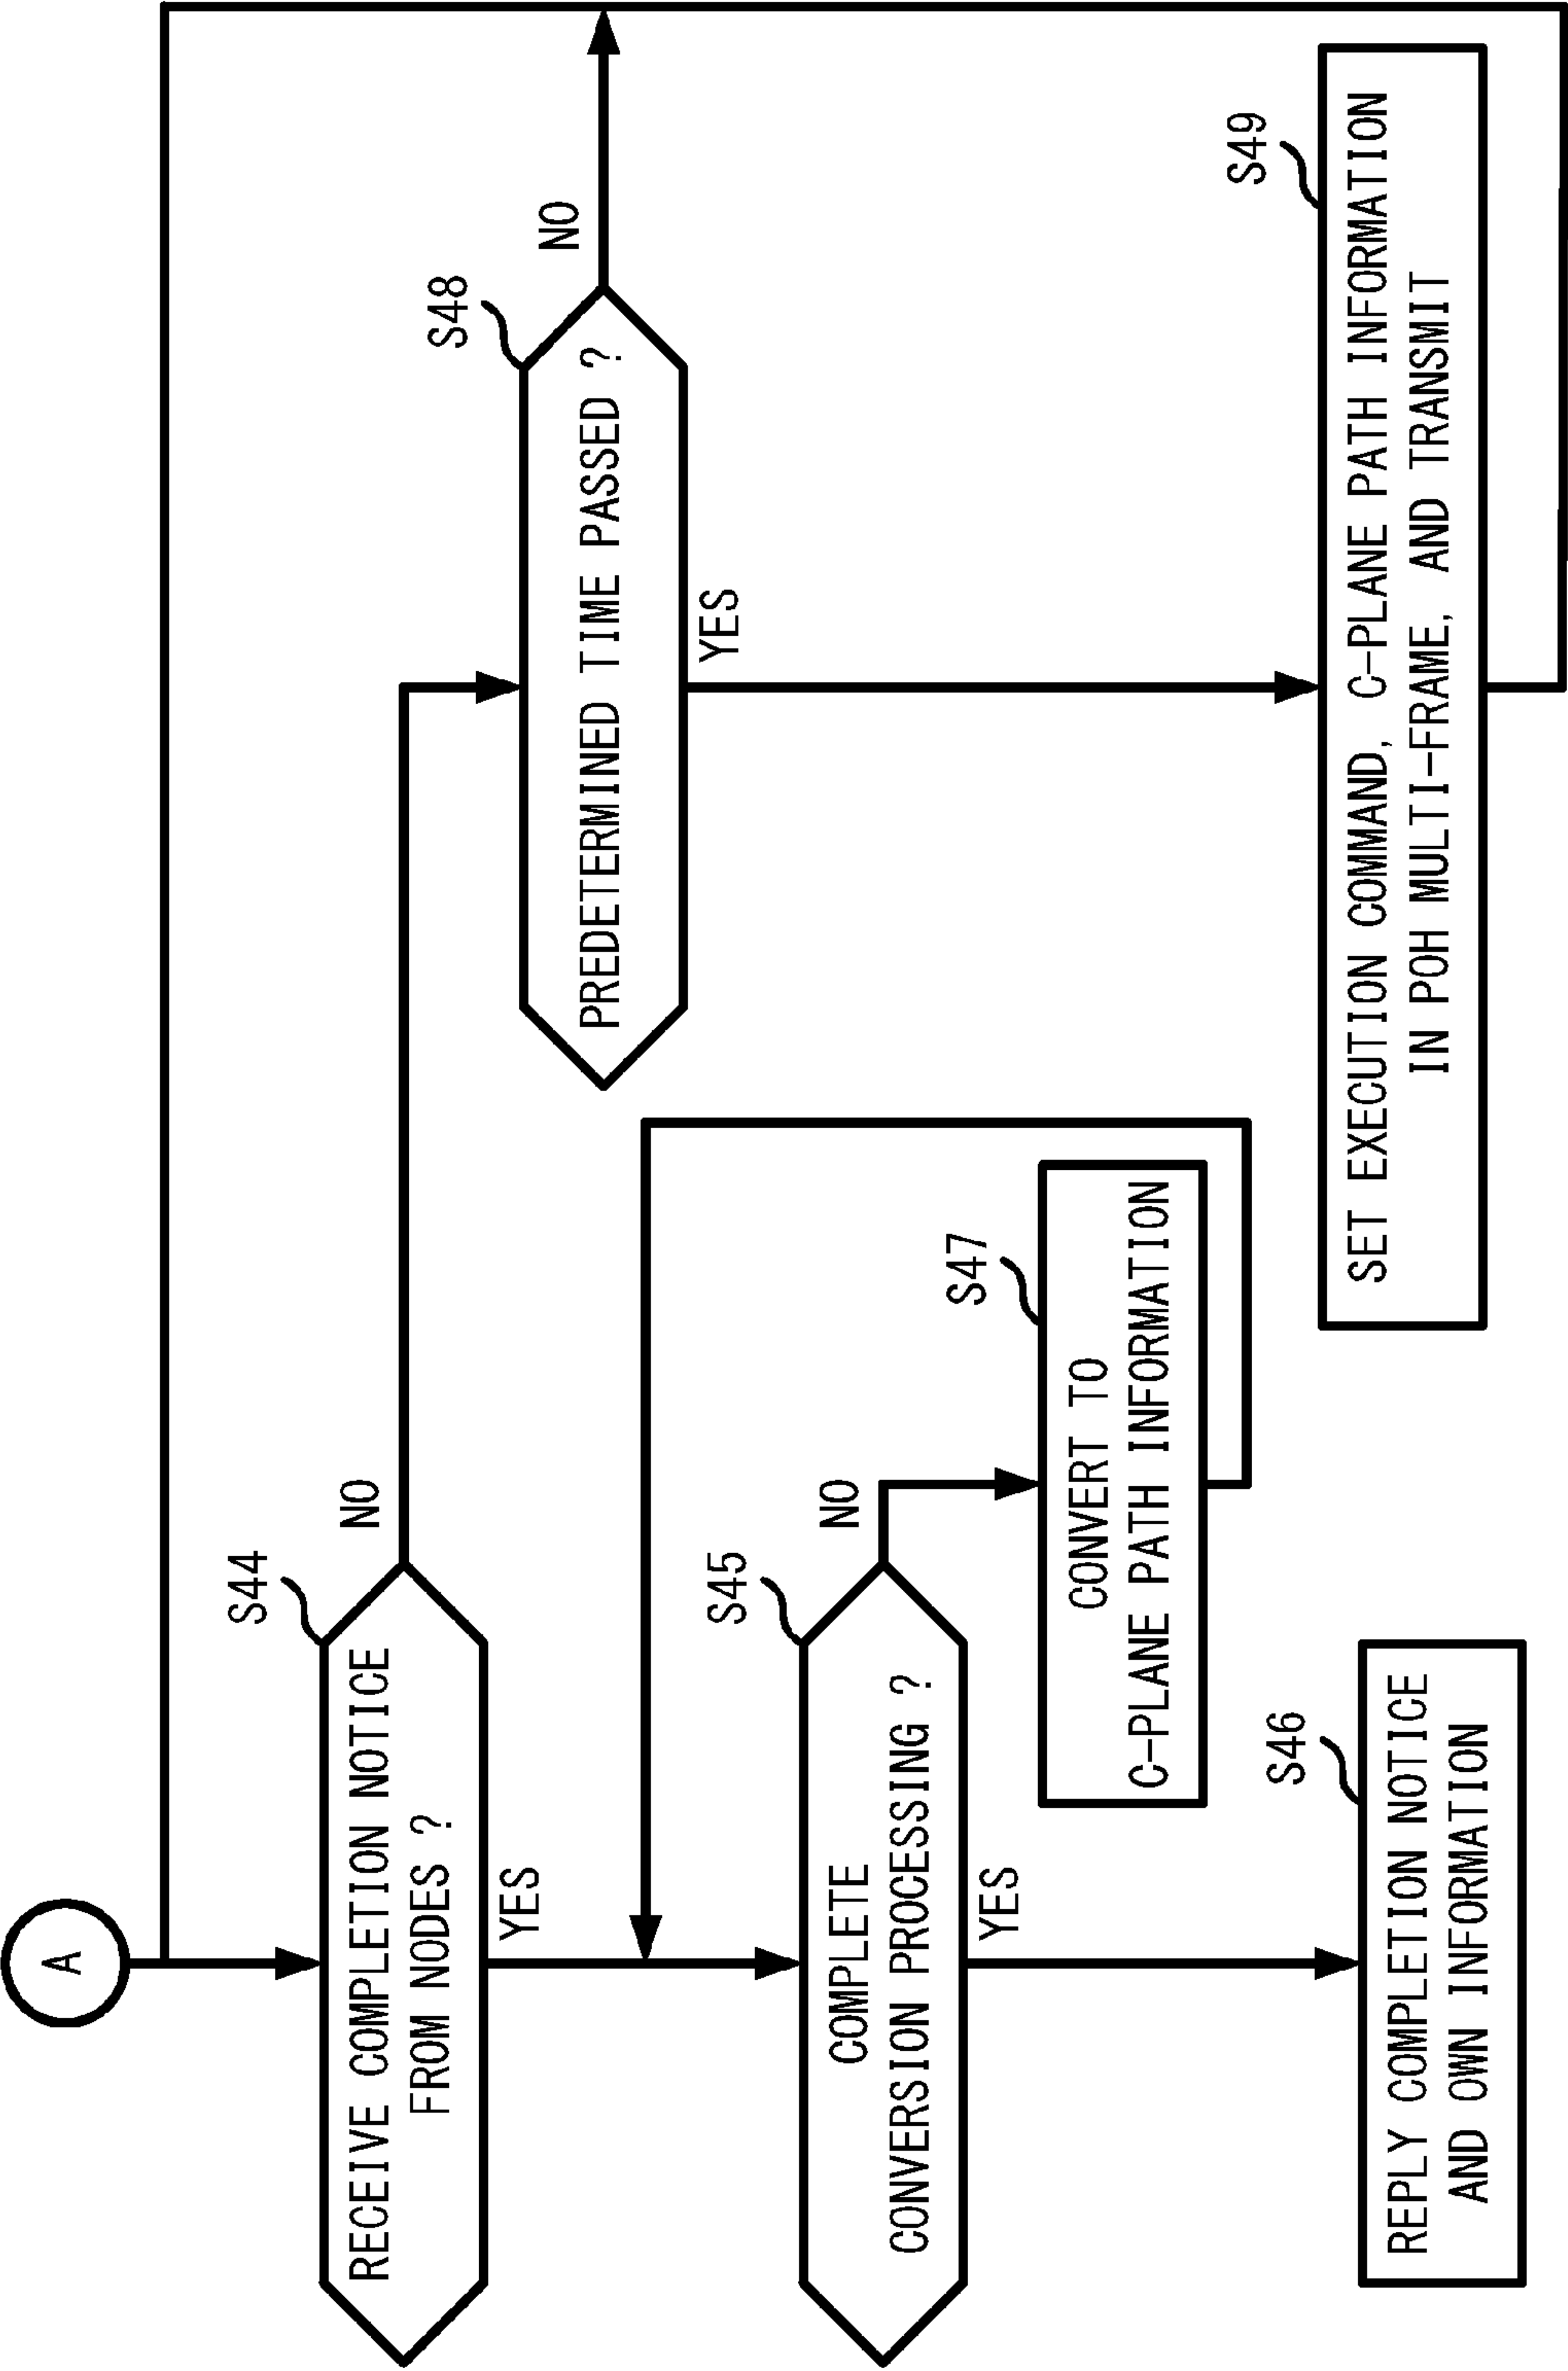 A
S44
RECEIVE COMPLETION NOTICE
FROM NODES ?
NO
YES
S45
COMPLETE
CONVERSION PROCESSING ?
NO
YES
S46
REPLY COMPLETION NOTICE
AND OWN INFORMATION
S47
CONVERT TO
C-PLANE PATH INFORMATION
S48
PREDETERMINED TIME PASSED ?
NO
YES
S49
SET EXECUTION COMMAND, C-PLANE PATH INFORMATION
IN POH MULTI-FRAME, AND TRANSMIT